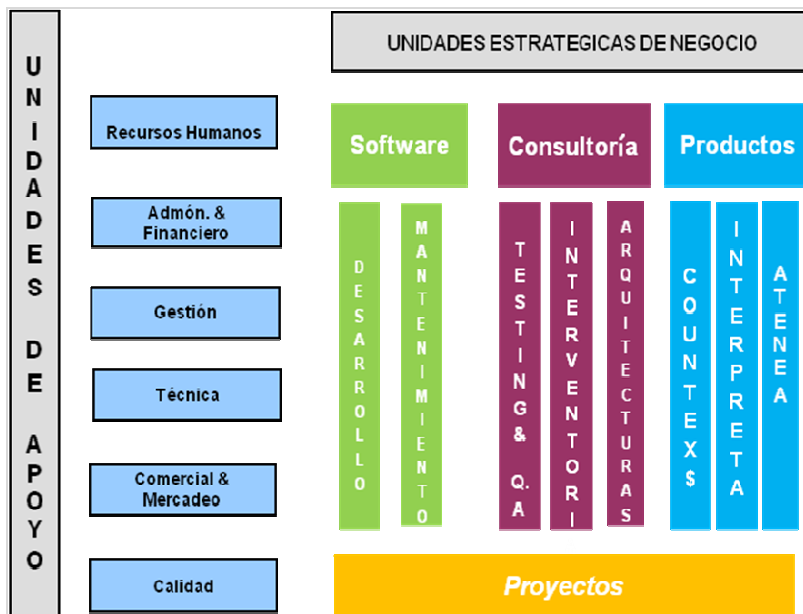 UNIDADES DE APOYO
UNIDADES ESTRATEGICAS DE NEGOCIO
Recursos Humanos
Admón. &
Financiero
Gestión
Técnica
Comercial &
Mercadeo
Calidad
Software
DESARROLLO
MANTENIMIENTO
Consultoría
TESTING& Q.A
INTERVENTORI
ARQUITECTURAS
Productos
COUNTEX$
INTERPRETA
ATENEA
Proyectos